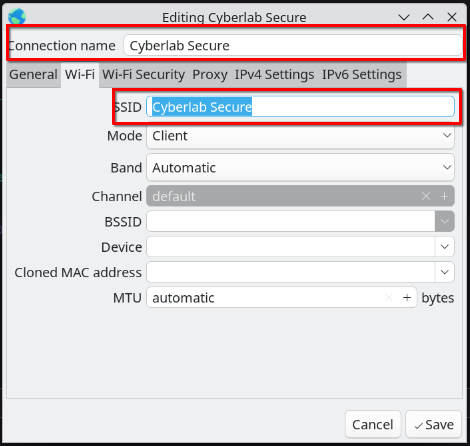 Editing Cyberlab Secure
Connection name Cyberlab Secure
General Wi-Fi Wi-Fi Security Proxy IPv4 Settings IPv6 Settings
SSID Cyberlab Secure
Mode Client
Band Automatic
Channel default
BSSID
Device
Cloned MAC address
MTU automatic bytes
Cancel Save